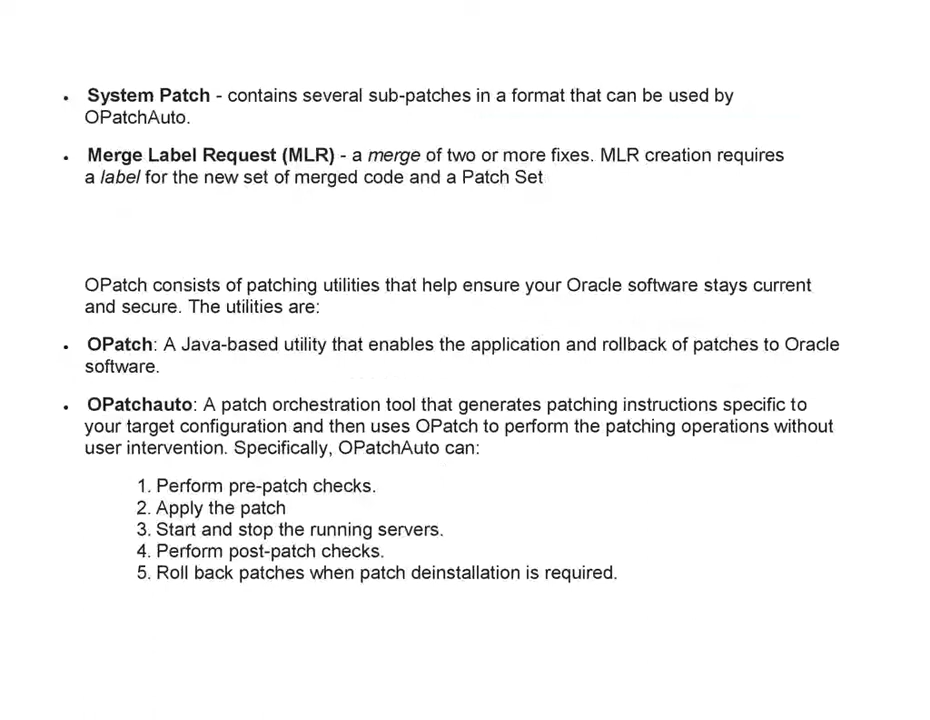 • System Patch - contains several sub-patches in a format that can be used by
OPatchAuto.
• Merge Label Request (MLR) - a merge of two or more fixes. MLR creation requires
a label for the new set of merged code and a Patch Set
OPatch consists of patching utilities that help ensure your Oracle software stays current
and secure. The utilities are:
• OPatch: A Java-based utility that enables the application and rollback of patches to Oracle
software.
• OPatchauto: A patch orchestration tool that generates patching instructions specific to
your target configuration and then uses OPatch to perform the patching operations without
user intervention. Specifically, OPatchAuto can:
1. Perform pre-patch checks.
2. Apply the patch
3. Start and stop the running servers.
4. Perform post-patch checks.
5. Roll back patches when patch deinstallation is required.